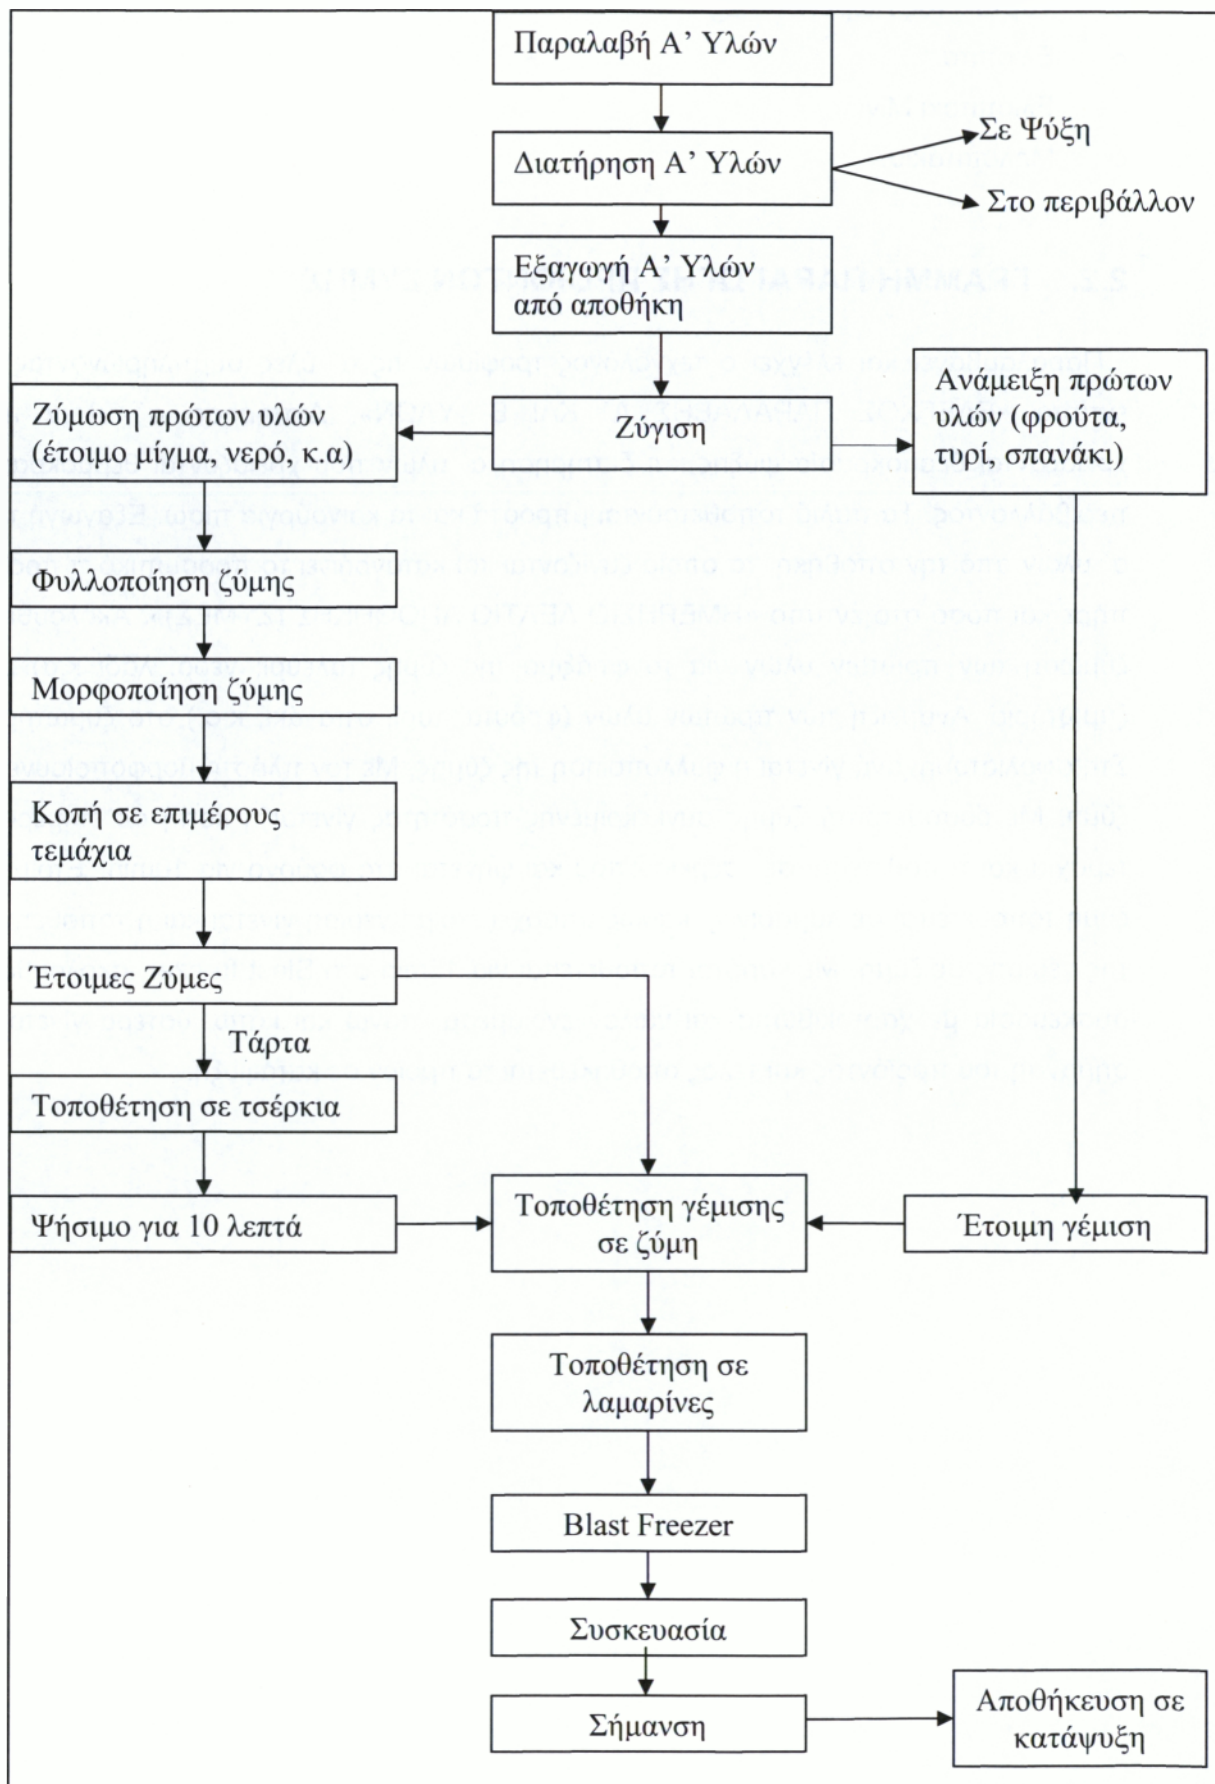 Παραλαβή Α’ Υλών
Διατήρηση Α’ Υλών
Σε Ψύξη
Στο περιβάλλον
Εξαγωγή Α’ Υλών
από αποθήκη
Ζύγιση
Ζύμωση πρώτων υλών
(έτοιμο μίγμα, νερό, κ.α)
Ανάμειξη πρώτων
υλών (φρούτα,
τυρί, σπανάκι)
Φυλλοποίηση ζύμης
Μορφοποίηση ζύμης
Κοπή σε επιμέρους
τεμάχια
Έτοιμες Ζύμες
Τάρτα
Τοποθέτηση σε τσέρκια
Ψήσιμο για 10 λεπτά
Τοποθέτηση γέμισης
σε ζύμη
Έτοιμη γέμιση
Τοποθέτηση σε
λαμαρίνες
Blast Freezer
Συσκευασία
Σήμανση
Αποθήκευση σε
κατάψυξη